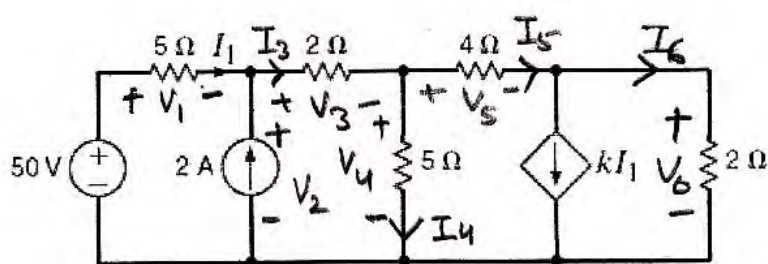 5 Ω I₁ I₃ 2 Ω 4 Ω I₅ I₆
+ V₁ - + V₃ - + V₅ -
50 V + - 2 A + V₂ - + V₄ - 5 Ω kI₁ + V₆ - 2 Ω
I₄